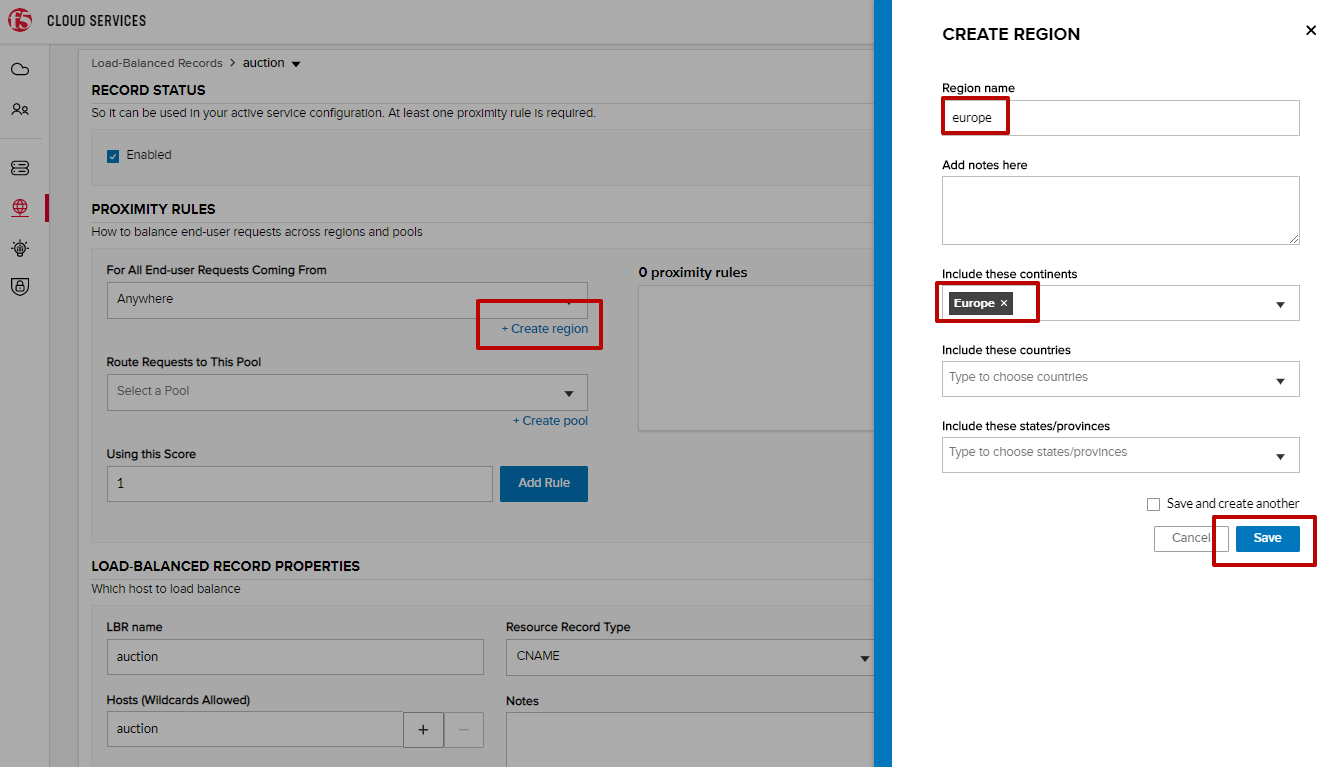 f5 CLOUD SERVICES
Load-Balanced Records > auction
RECORD STATUS
So it can be used in your active service configuration. At least one proximity rule is required.
Enabled
PROXIMITY RULES
How to balance end-user requests across regions and pools
For All End-user Requests Coming From
Anywhere
+ Create region
Route Requests to This Pool
Select a Pool
+ Create pool
Using this Score
1
Add Rule
0 proximity rules
LOAD-BALANCED RECORD PROPERTIES
Which host to load balance
LBR name
auction
Resource Record Type
CNAME
Hosts (Wildcards Allowed)
auction
+ −
Notes
CREATE REGION ×
Region name
europe
Add notes here
Include these continents
Europe ×
Include these countries
Type to choose countries
Include these states/provinces
Type to choose states/provinces
Save and create another
Cancel Save